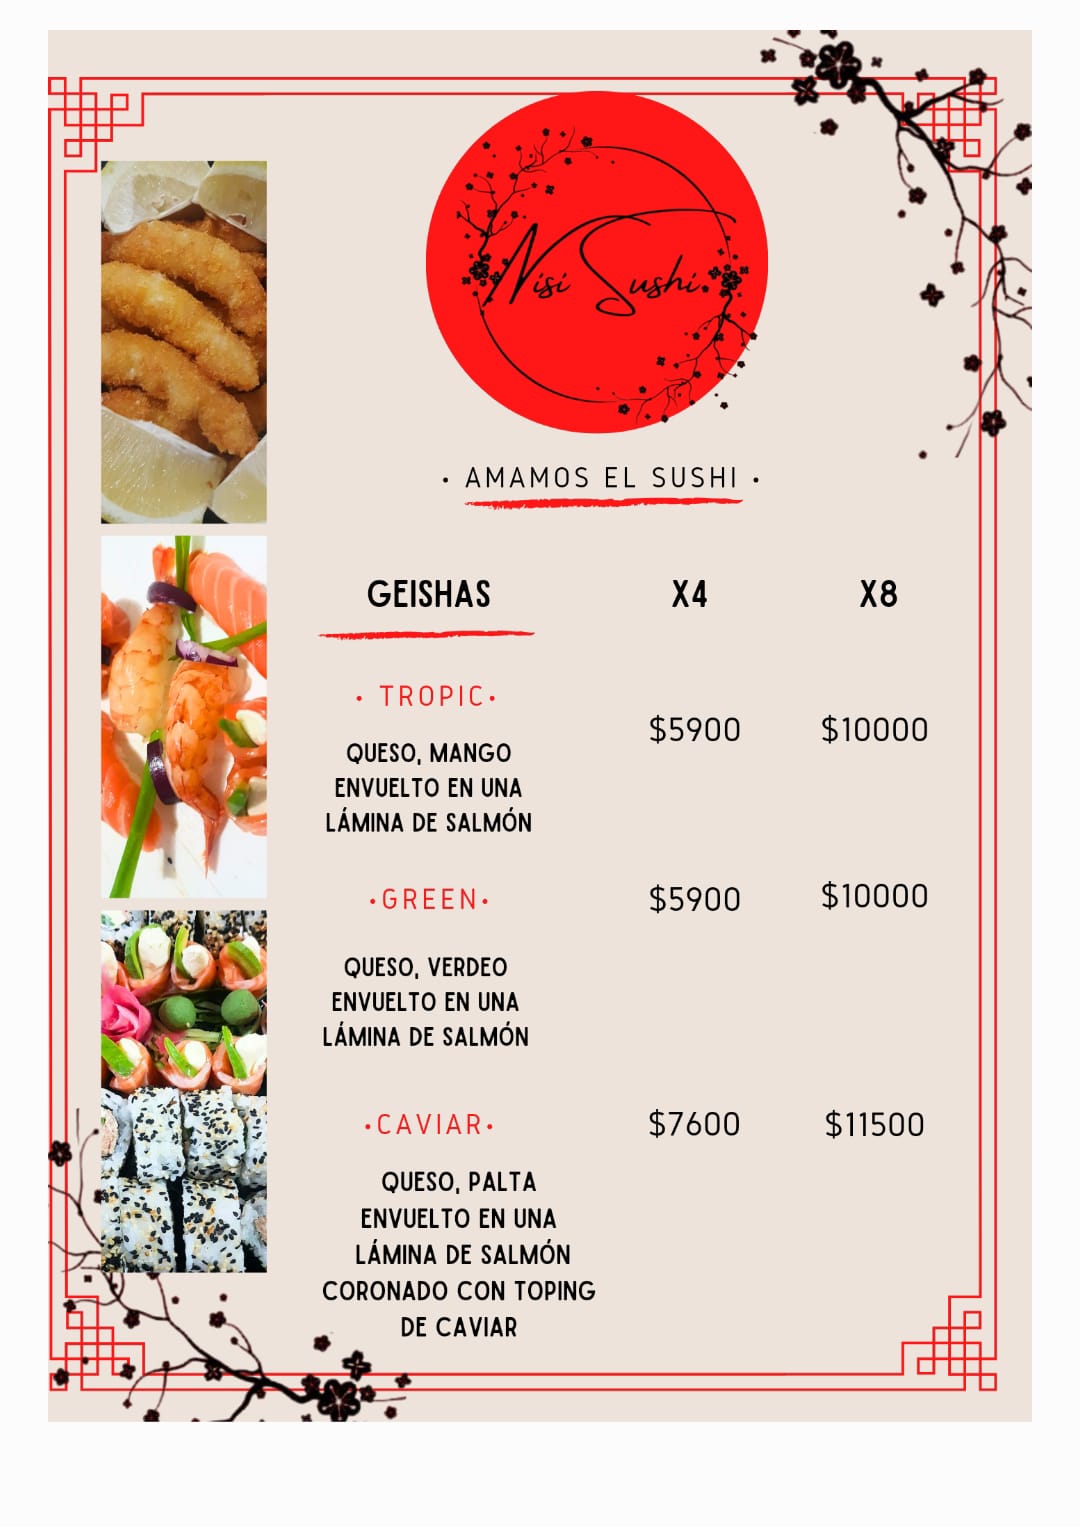 Nisi Sushi.
· AMAMOS EL SUSHI ·
GEISHAS X4 X8
· TROPIC·
$5900 $10000
QUESO, MANGO
ENVUELTO EN UNA
LÁMINA DE SALMÓN
·GREEN· $5900 $10000
QUESO, VERDEO
ENVUELTO EN UNA
LÁMINA DE SALMÓN
·CAVIAR· $7600 $11500
QUESO, PALTA
ENVUELTO EN UNA
LÁMINA DE SALMÓN
CORONADO CON TOPING
DE CAVIAR